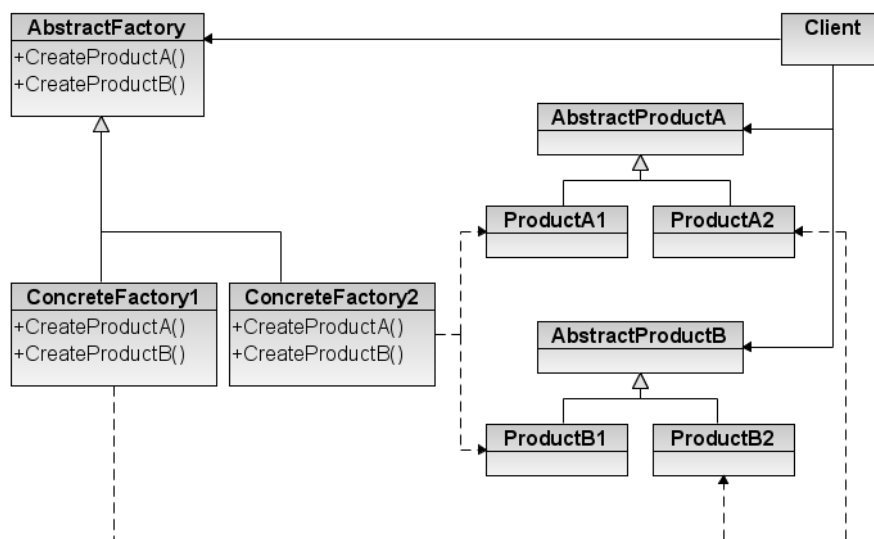 AbstractFactory
+CreateProductA()
+CreateProductB()
Client
AbstractProductA
ProductA1
ProductA2
ConcreteFactory1
+CreateProductA()
+CreateProductB()
ConcreteFactory2
+CreateProductA()
+CreateProductB()
AbstractProductB
ProductB1
ProductB2